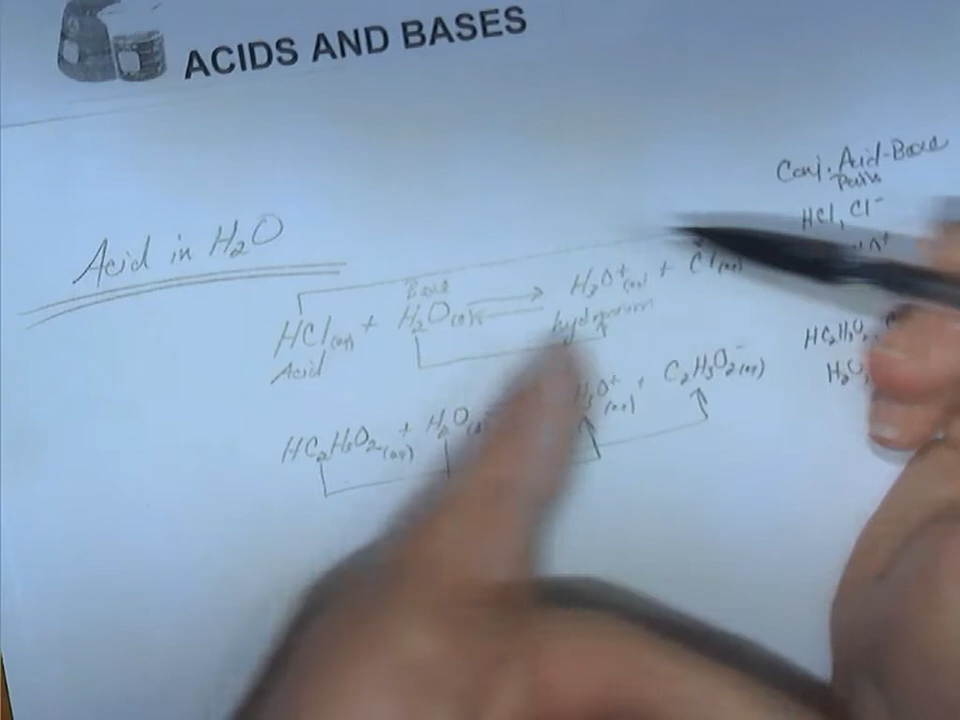 ACIDS AND BASES
Conj. Acid-Base
Pairs
HCl, Cl⁻
Acid in H₂O
Base
HCl(aq) + H₂O(l) ⇌ H₃O⁺(aq) + Cl⁻(aq)
Acid hydronium
HC₂H₃O₂(aq) + H₂O H₃O⁺(aq) + C₂H₃O₂⁻(aq)
HC₂H₃O₂,
H₂O,